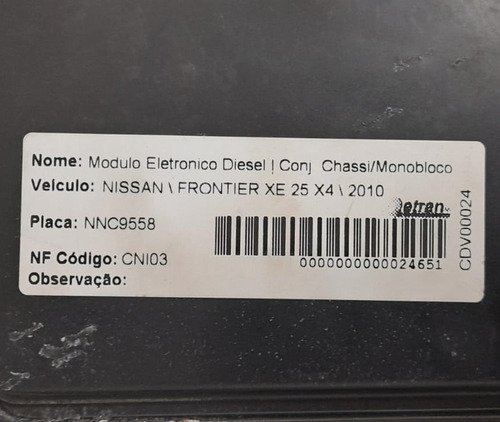 Nome: Modulo Eletronico Diesel | Conj Chassi/Monobloco
Veículo: NISSAN \ FRONTIER XE 25 X4 \ 2010
Detran
Placa: NNC9558
NF Código: CNI03
0000000000024651
Observação:
CDV00024